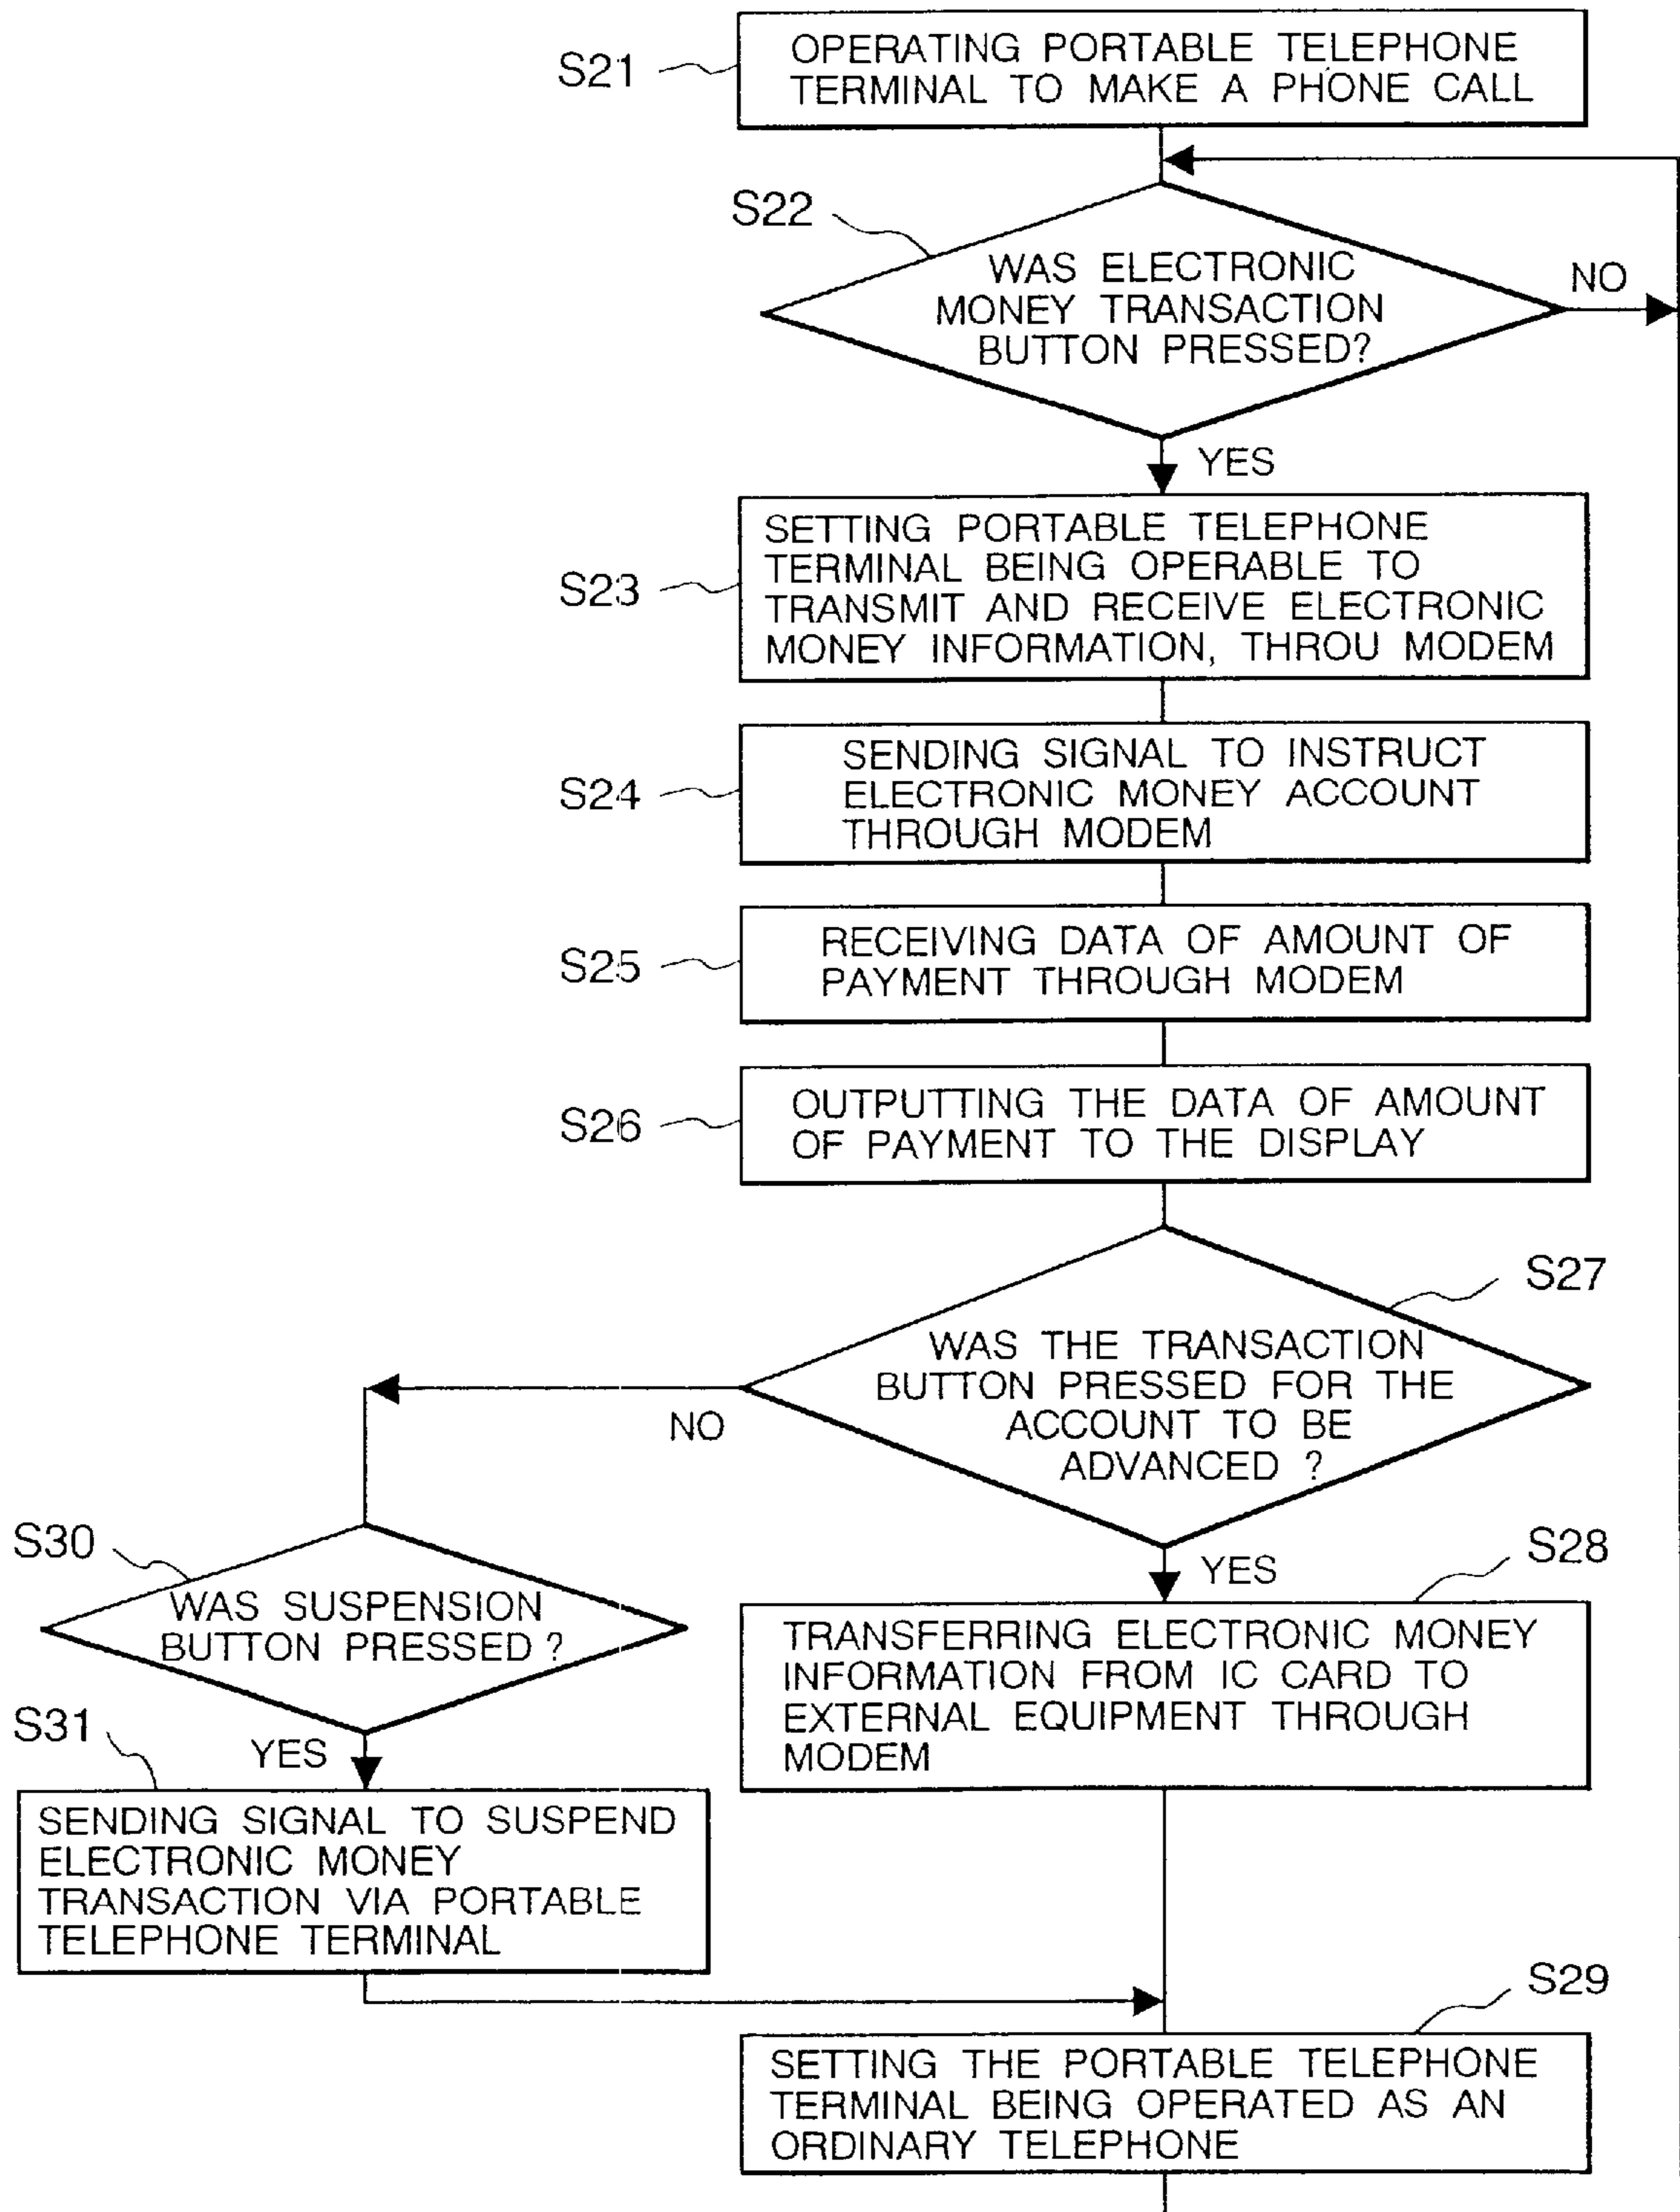 S21
OPERATING PORTABLE TELEPHONE
TERMINAL TO MAKE A PHONE CALL
S22
WAS ELECTRONIC
MONEY TRANSACTION
BUTTON PRESSED?
NO
YES
S23
SETTING PORTABLE TELEPHONE
TERMINAL BEING OPERABLE TO
TRANSMIT AND RECEIVE ELECTRONIC
MONEY INFORMATION, THROU MODEM
S24
SENDING SIGNAL TO INSTRUCT
ELECTRONIC MONEY ACCOUNT
THROUGH MODEM
S25
RECEIVING DATA OF AMOUNT OF
PAYMENT THROUGH MODEM
S26
OUTPUTTING THE DATA OF AMOUNT
OF PAYMENT TO THE DISPLAY
S27
WAS THE TRANSACTION
BUTTON PRESSED FOR THE
ACCOUNT TO BE
ADVANCED ?
NO
YES
S30
WAS SUSPENSION
BUTTON PRESSED ?
YES
S28
TRANSFERRING ELECTRONIC MONEY
INFORMATION FROM IC CARD TO
EXTERNAL EQUIPMENT THROUGH
MODEM
S31
SENDING SIGNAL TO SUSPEND
ELECTRONIC MONEY
TRANSACTION VIA PORTABLE
TELEPHONE TERMINAL
S29
SETTING THE PORTABLE TELEPHONE
TERMINAL BEING OPERATED AS AN
ORDINARY TELEPHONE